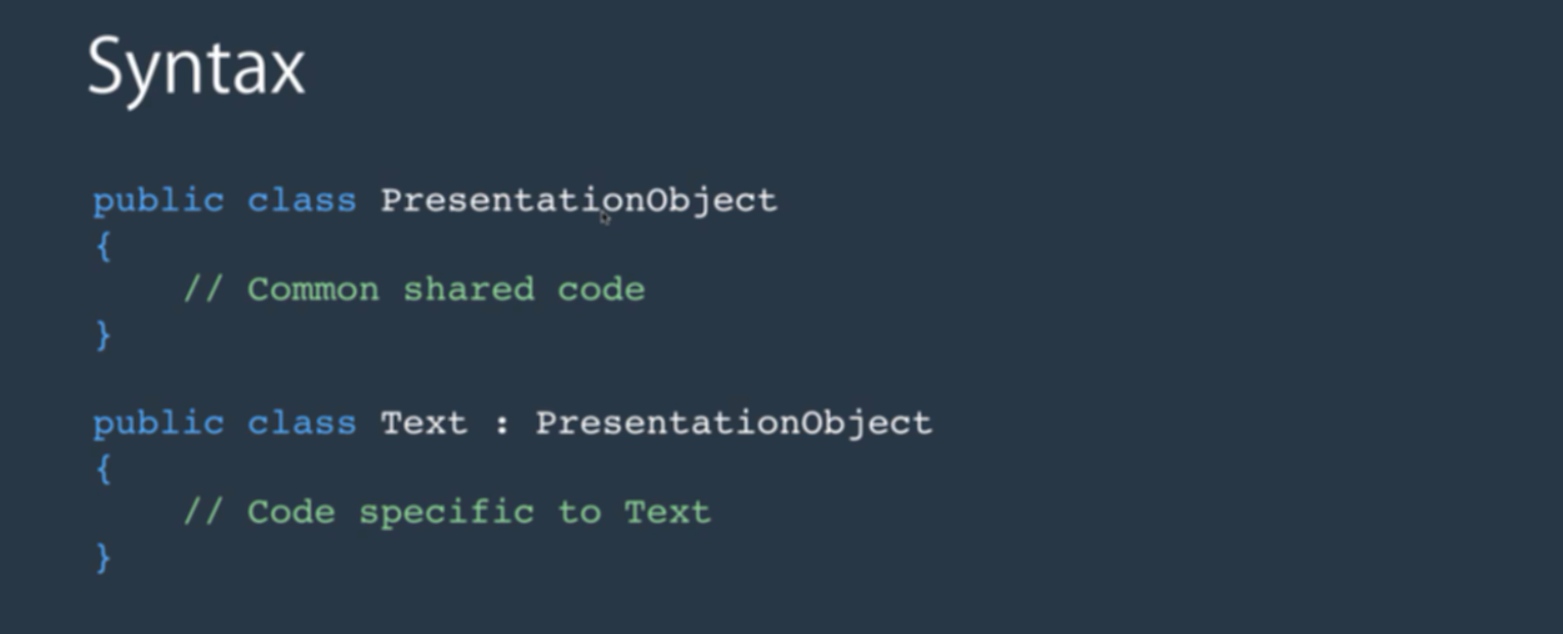 Syntax
public class PresentationObject
{
// Common shared code
}
public class Text : PresentationObject
{
// Code specific to Text
}